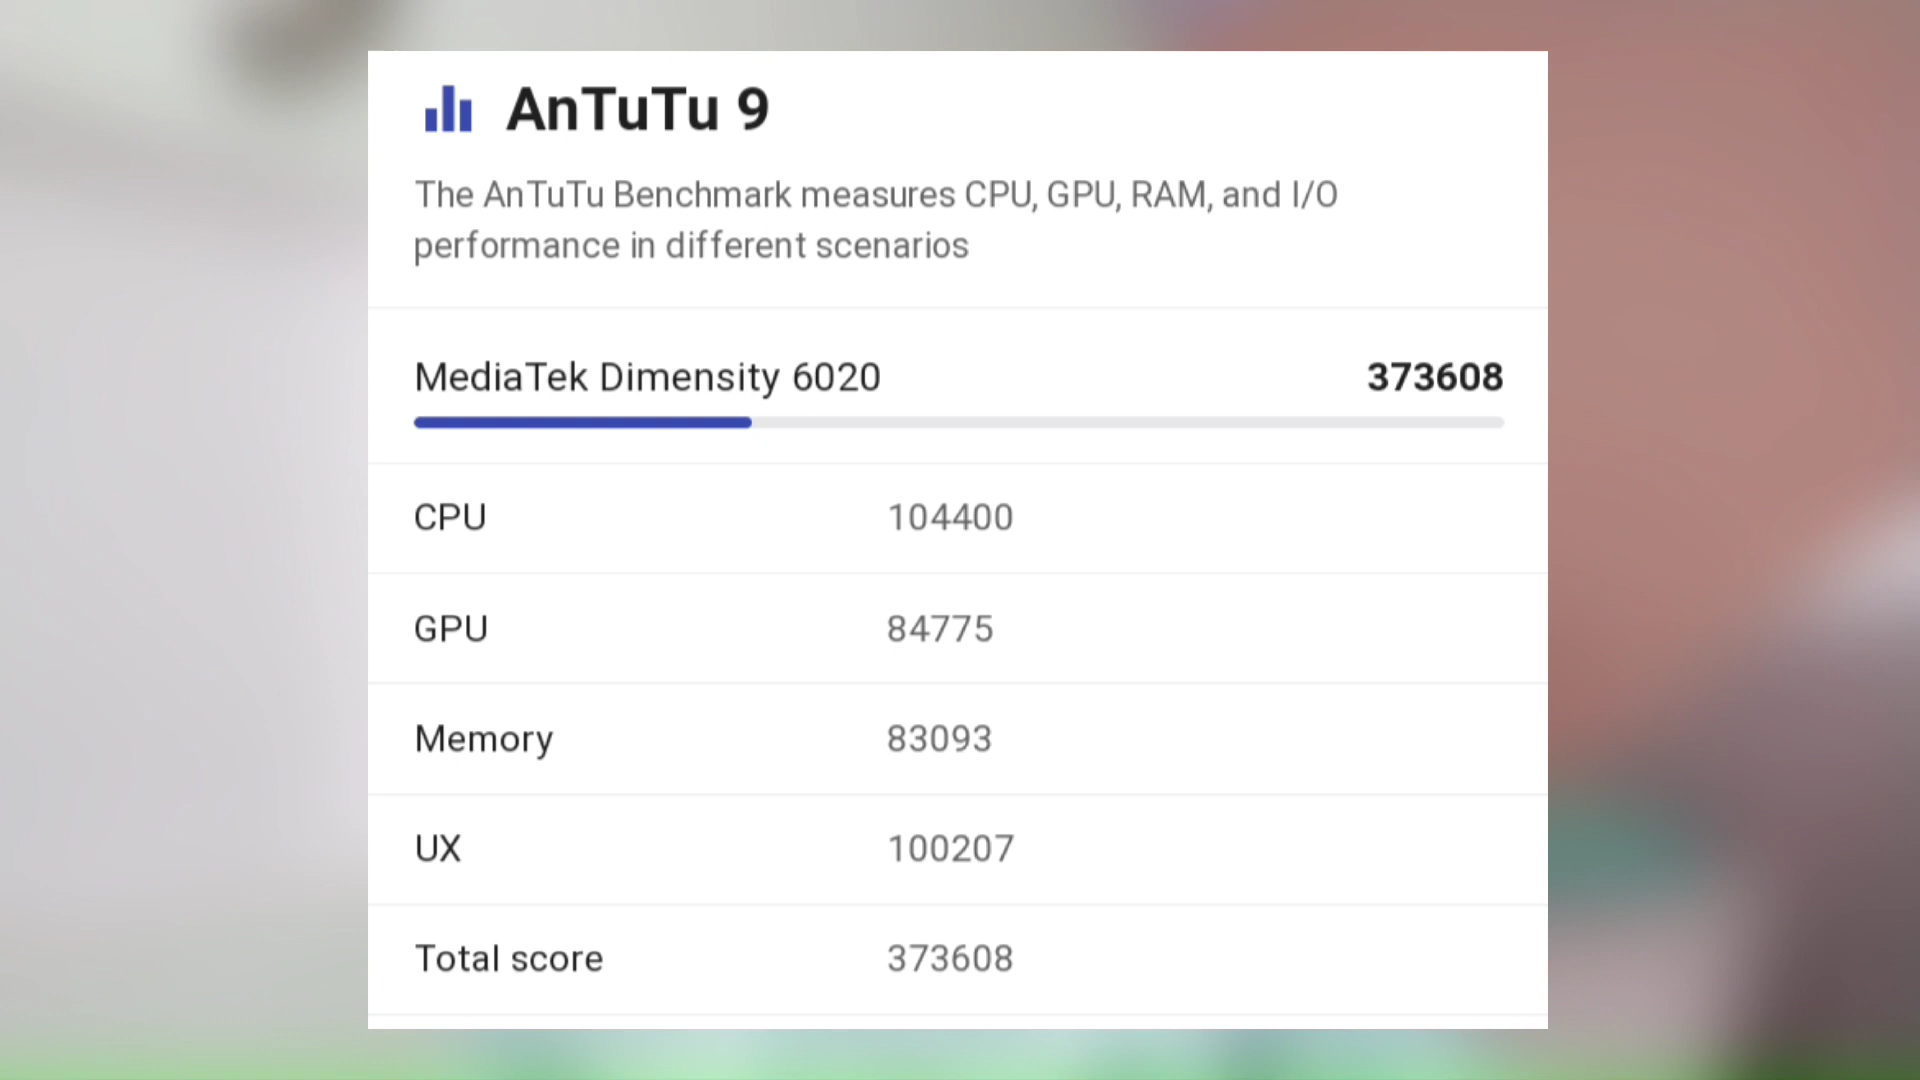 AnTuTu 9
The AnTuTu Benchmark measures CPU, GPU, RAM, and I/O
performance in different scenarios
MediaTek Dimensity 6020 373608
CPU 104400
GPU 84775
Memory 83093
UX 100207
Total score 373608